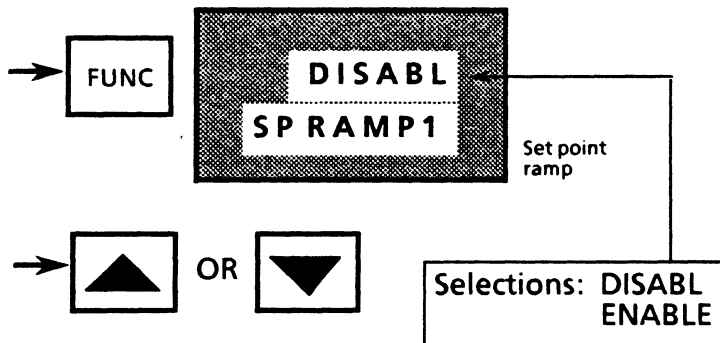 FUNC
DISABL
SP RAMP1
Set point
ramp
OR
Selections: DISABL
ENABLE